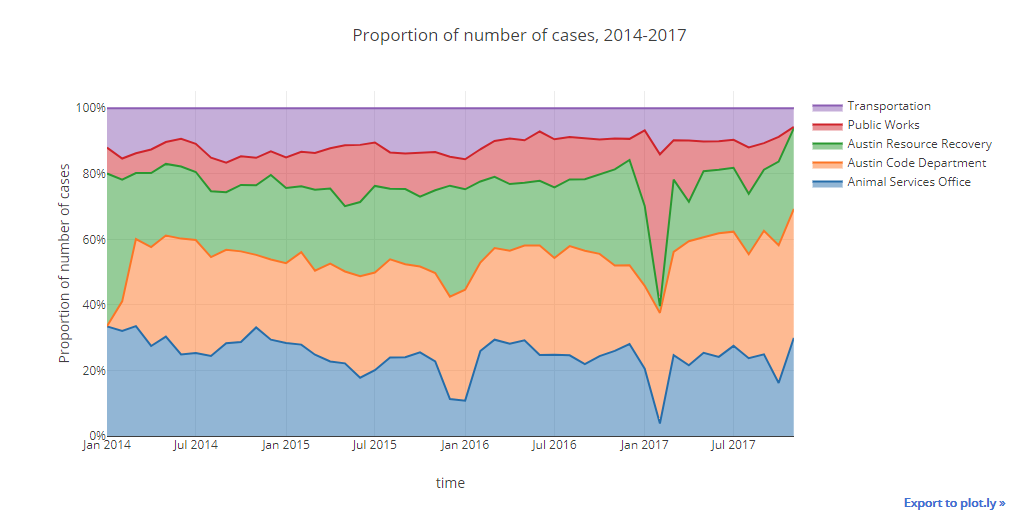 Proportion of number of cases, 2014-2017
100%
80%
60%
40%
20%
0%
Proportion of number of cases
Jan 2014 Jul 2014 Jan 2015 Jul 2015 Jan 2016 Jul 2016 Jan 2017 Jul 2017
time
Transportation
Public Works
Austin Resource Recovery
Austin Code Department
Animal Services Office
Export to plot.ly »